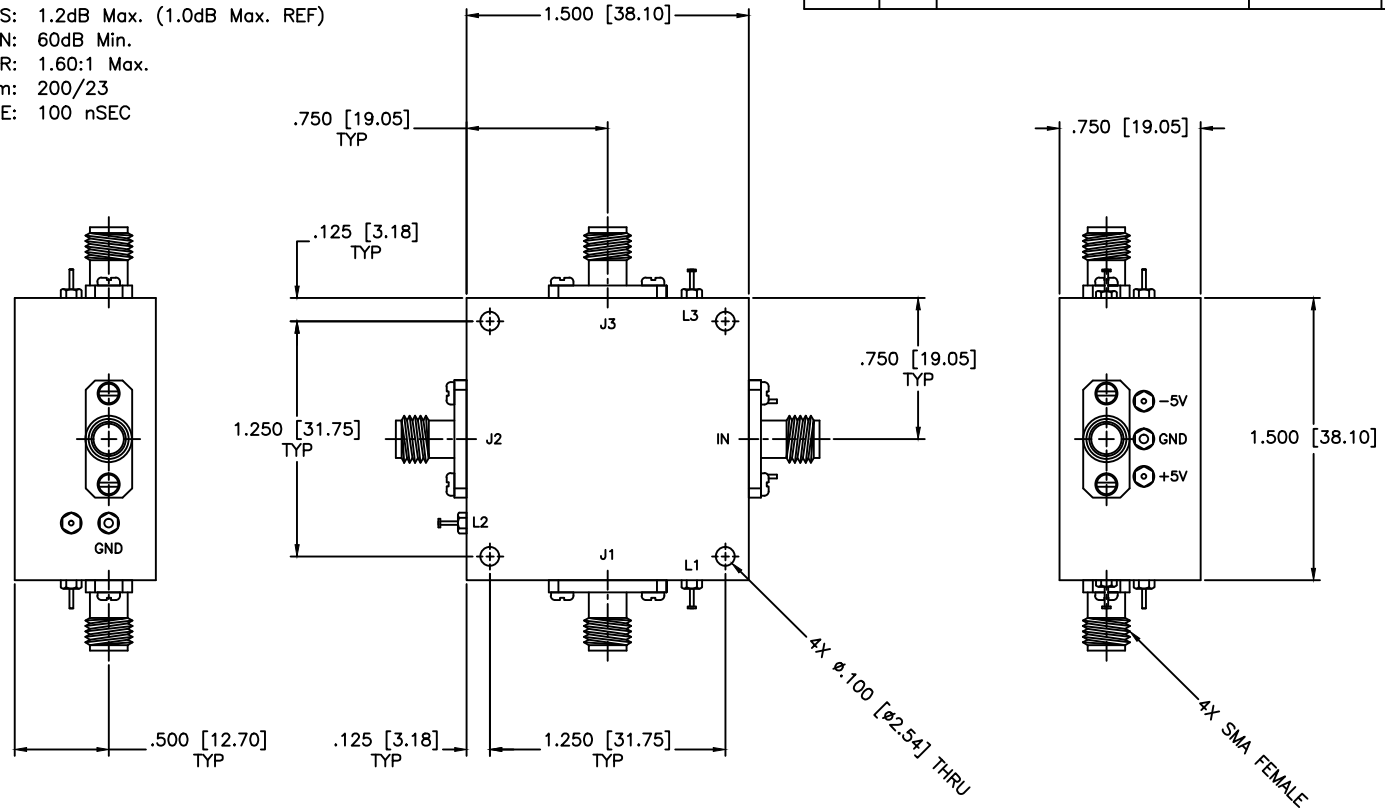 S: 1.2dB Max. (1.0dB Max. REF)
N: 60dB Min.
R: 1.60:1 Max.
m: 200/23
E: 100 nSEC
1.500 [38.10]
.750 [19.05]
TYP
.750 [19.05]
.125 [3.18]
TYP
J3
L3
.750 [19.05]
TYP
1.250 [31.75]
TYP
J2
IN
-5V
GND
+5V
1.500 [38.10]
L2
GND
J1
L1
4X ø.100 [ø2.54] THRU
4X SMA FEMALE
.500 [12.70]
TYP
.125 [3.18]
TYP
1.250 [31.75]
TYP